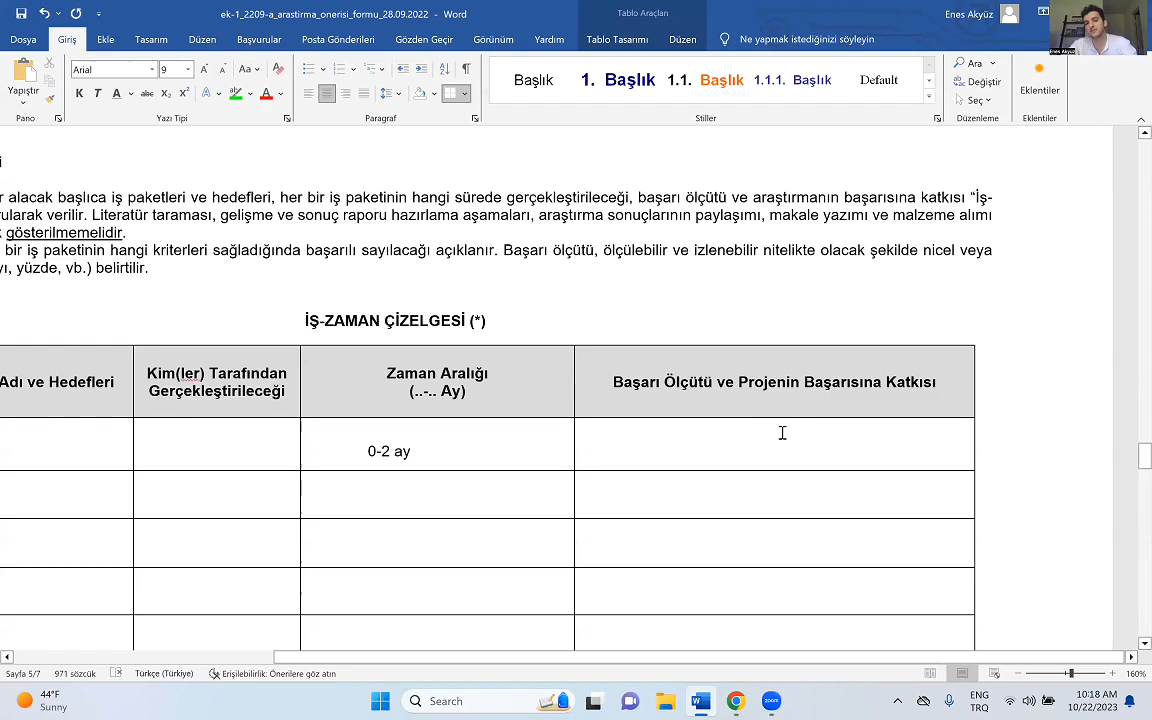 ek-1_2209-a_arastirma_onerisi_formu_28.09.2022 - Word
Tablo Araçları
Enes Akyüz
Dosya Giriş Ekle Tasarım Düzen Başvurular Posta Gönderileri Gözden Geçir Görünüm Yardım Tablo Tasarımı Düzen Ne yapmak istediğinizi söyleyin
Enes Akyüz
Yapıştır
Arial 9
Başlık 1. Başlık 1.1. Başlık 1.1.1. Başlık Default
Ara
Değiştir
Seç
Eklentiler
Pano Yazı Tipi Paragraf Stiller Düzenleme Eklentiler
i
r alacak başlıca iş paketleri ve hedefleri, her bir iş paketinin hangi sürede gerçekleştirileceği, başarı ölçütü ve araştırmanın başarısına katkısı “İş-
rularak verilir. Literatür taraması, gelişme ve sonuç raporu hazırlama aşamaları, araştırma sonuçlarının paylaşımı, makale yazımı ve malzeme alımı
k gösterilmemelidir.
bir iş paketinin hangi kriterleri sağladığında başarılı sayılacağı açıklanır. Başarı ölçütü, ölçülebilir ve izlenebilir nitelikte olacak şekilde nicel veya
yı, yüzde, vb.) belirtilir.
İŞ-ZAMAN ÇİZELGESİ (*)
Adı ve Hedefleri
Kim(ler) Tarafından
Gerçekleştirileceği
Zaman Aralığı
(..-.. Ay)
Başarı Ölçütü ve Projenin Başarısına Katkısı
0-2 ay
Sayfa 5/7 971 sözcük Türkçe (Türkiye) Erişilebilirlik: Önerilere göz atın 160%
44°F
Sunny
Search
ENG
TRQ
10:18 AM
10/22/2023